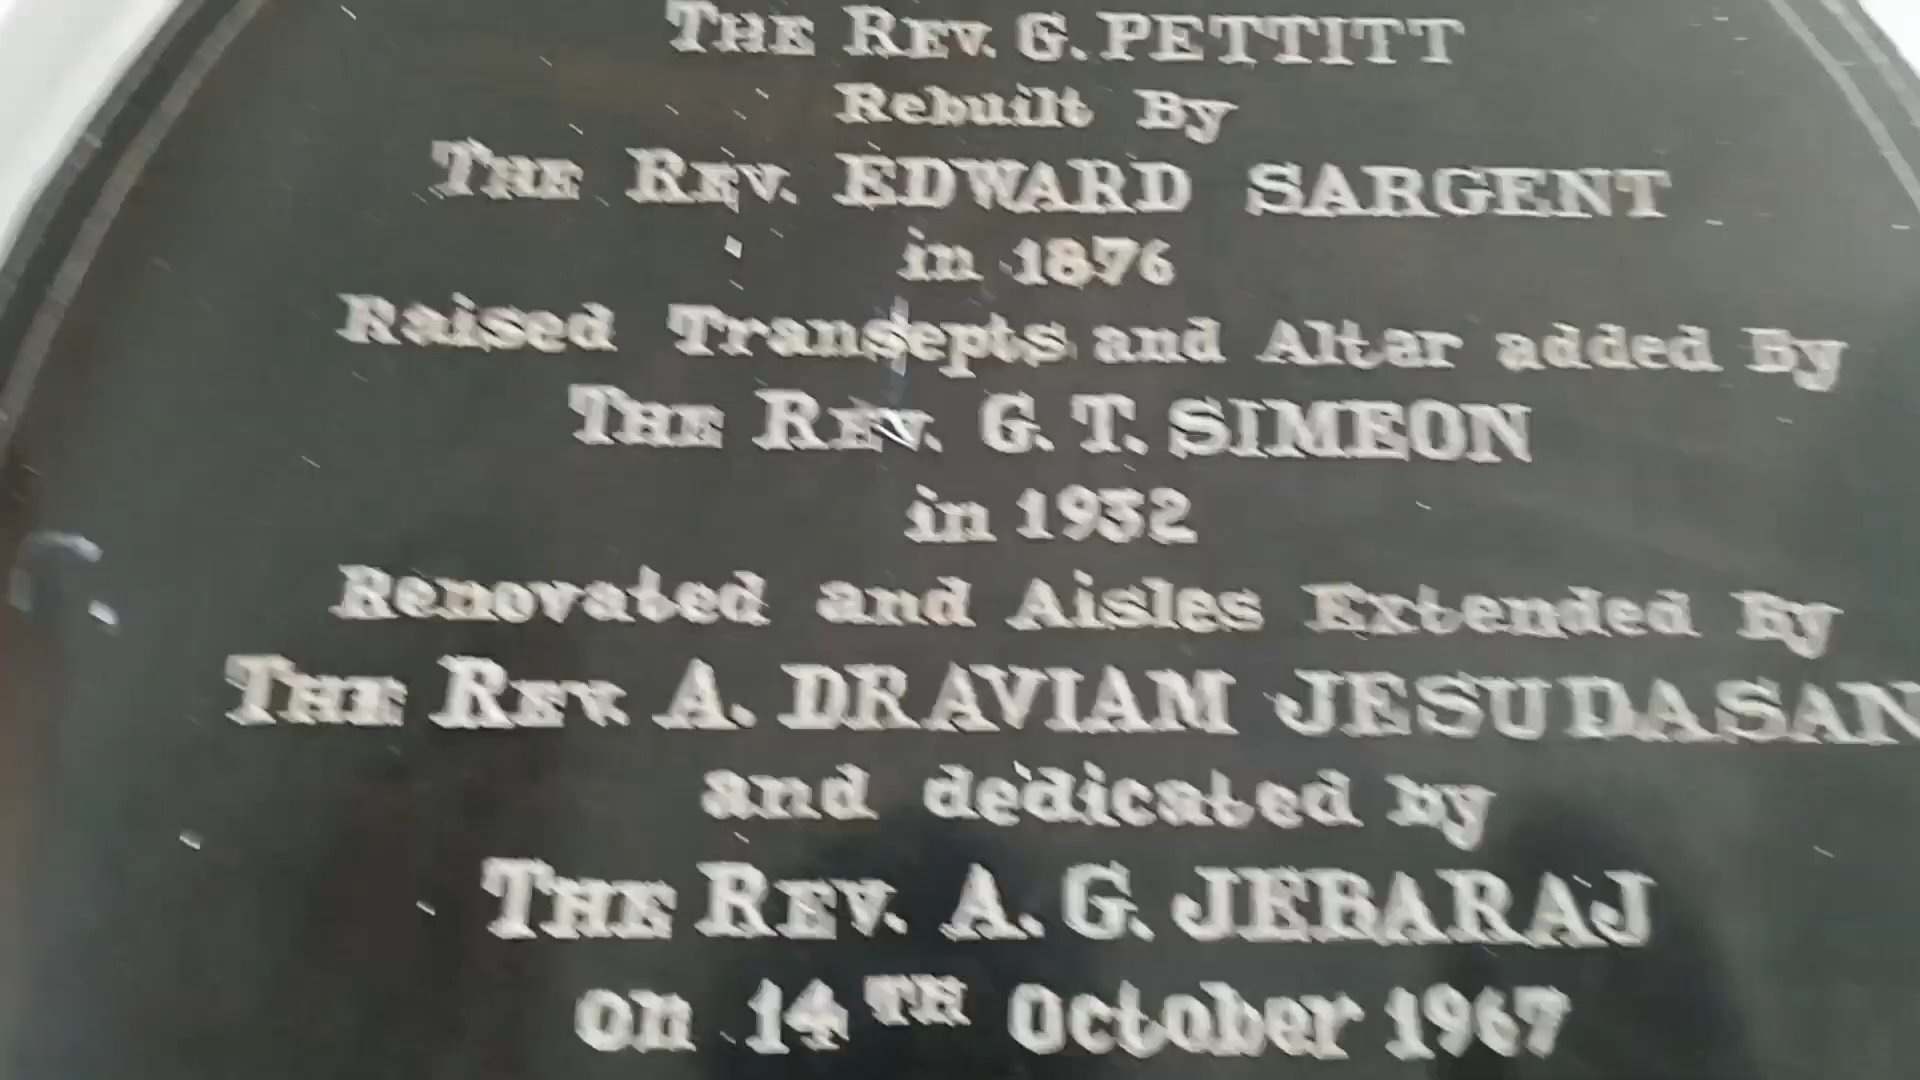 THE REV. G. PETTITT
Rebuilt By
THE REV. EDWARD SARGENT
in 1876
Raised Transepts and Altar added By
THE REV. G. T. SIMEON
in 1932
Renovated and Aisles Extended By
THE REV. A. DRAVIAM JESUDASAN
and dedicated by
THE REV. A. G. JEBARAJ
on 14TH October 1967